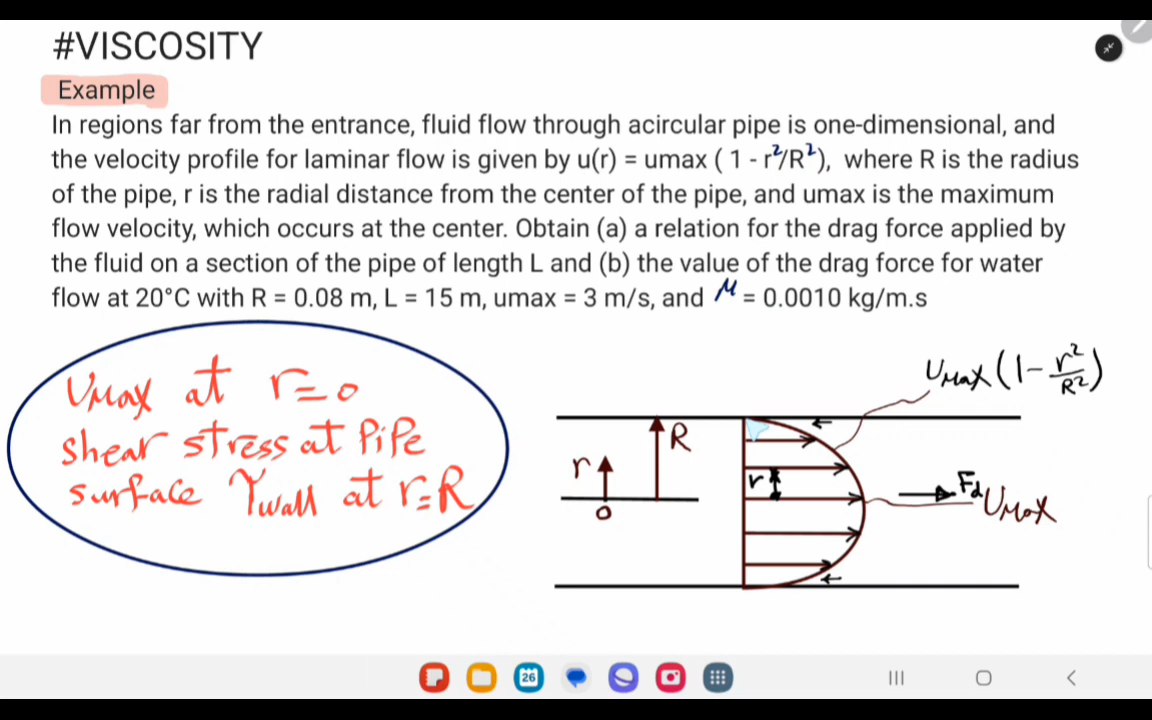 #VISCOSITY
Example
In regions far from the entrance, fluid flow through acircular pipe is one-dimensional, and
the velocity profile for laminar flow is given by u(r) = umax ( 1 - r²/R²), where R is the radius
of the pipe, r is the radial distance from the center of the pipe, and umax is the maximum
flow velocity, which occurs at the center. Obtain (a) a relation for the drag force applied by
the fluid on a section of the pipe of length L and (b) the value of the drag force for water
flow at 20°C with R = 0.08 m, L = 15 m, umax = 3 m/s, and μ = 0.0010 kg/m.s
UMax at r=0
shear stress at PiPe
surface τwall at r=R
UMax(1-r²/R²)
R
r
o
r
Fd
UMax
26